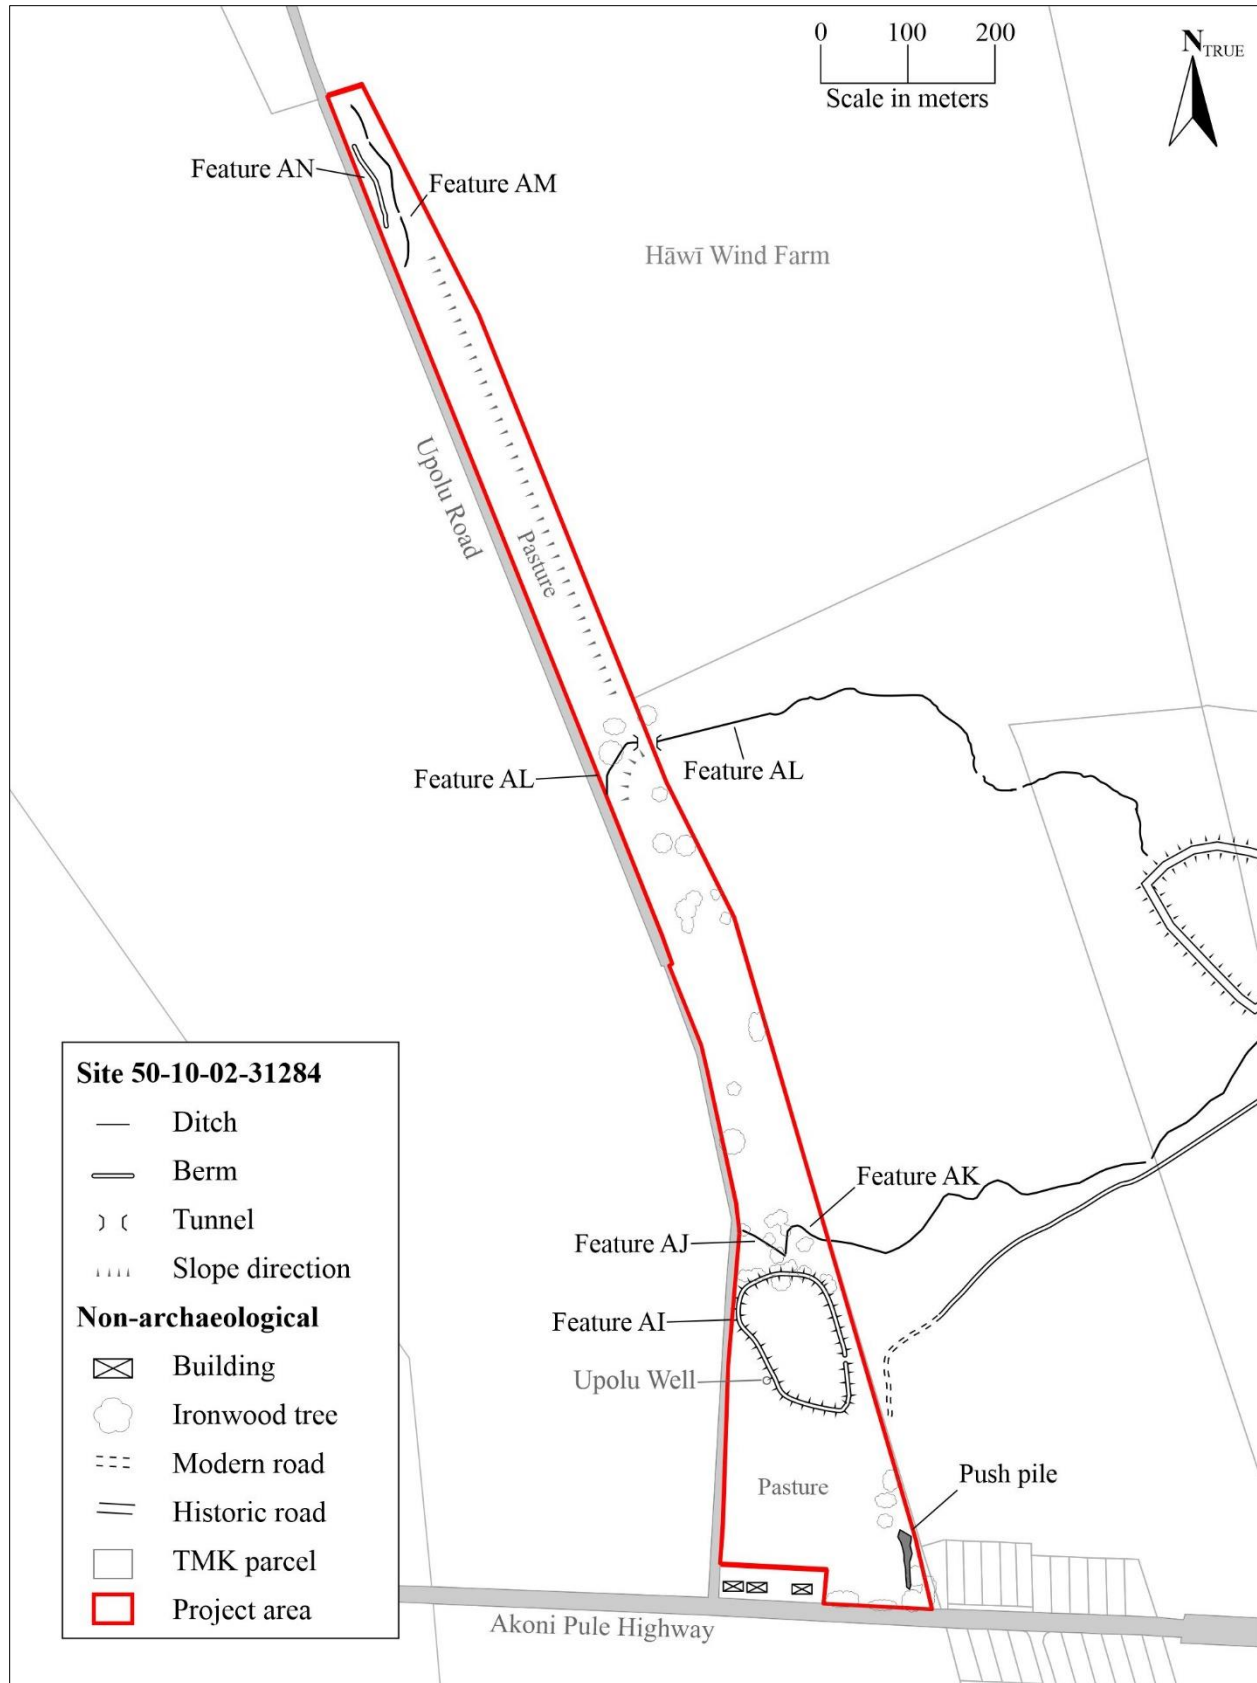 0 100 200
Scale in meters
N TRUE
Feature AN
Feature AM
Hāwī Wind Farm
Upolu Road
Pasture
Feature AL
Feature AL
Feature AK
Feature AJ
Feature AI
Upolu Well
Push pile
Pasture
Akoni Pule Highway
Site 50-10-02-31284
Ditch
Berm
Tunnel
Slope direction
Non-archaeological
Building
Ironwood tree
Modern road
Historic road
TMK parcel
Project area